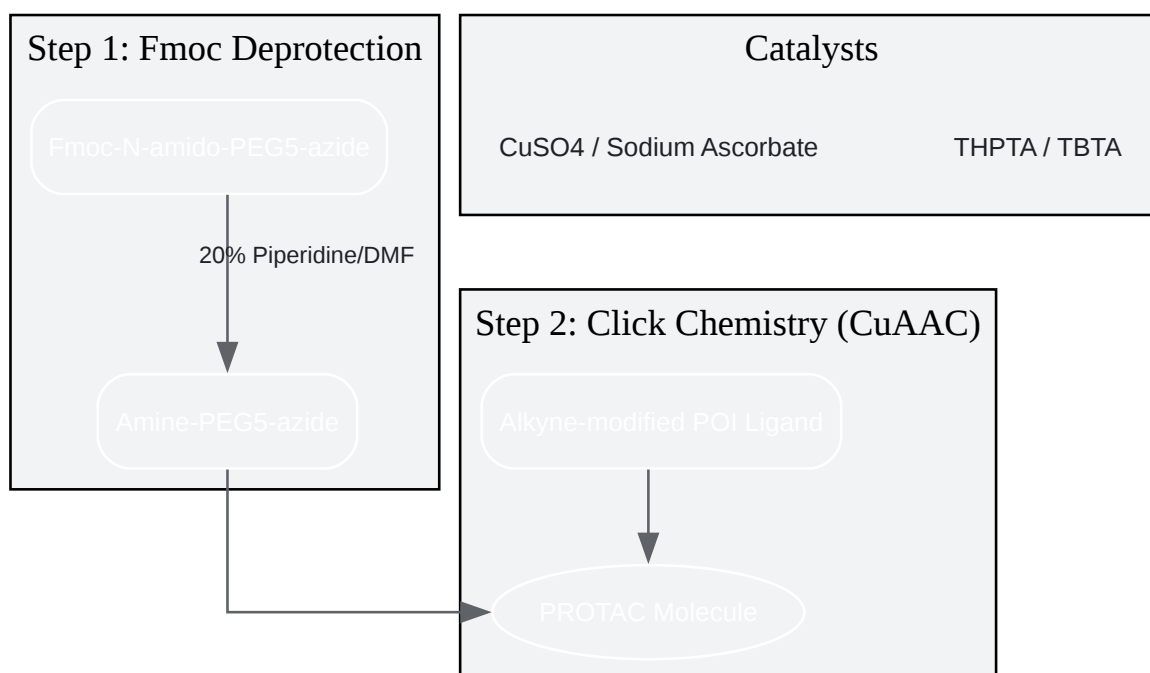 Step 1: Fmoc Deprotection
Fmoc-N-amido-PEG5-azide
20% Piperidine/DMF
Amine-PEG5-azide
Catalysts
CuSO4 / Sodium Ascorbate
THPTA / TBTA
Step 2: Click Chemistry (CuAAC)
Alkyne-modified POI Ligand
PROTAC Molecule